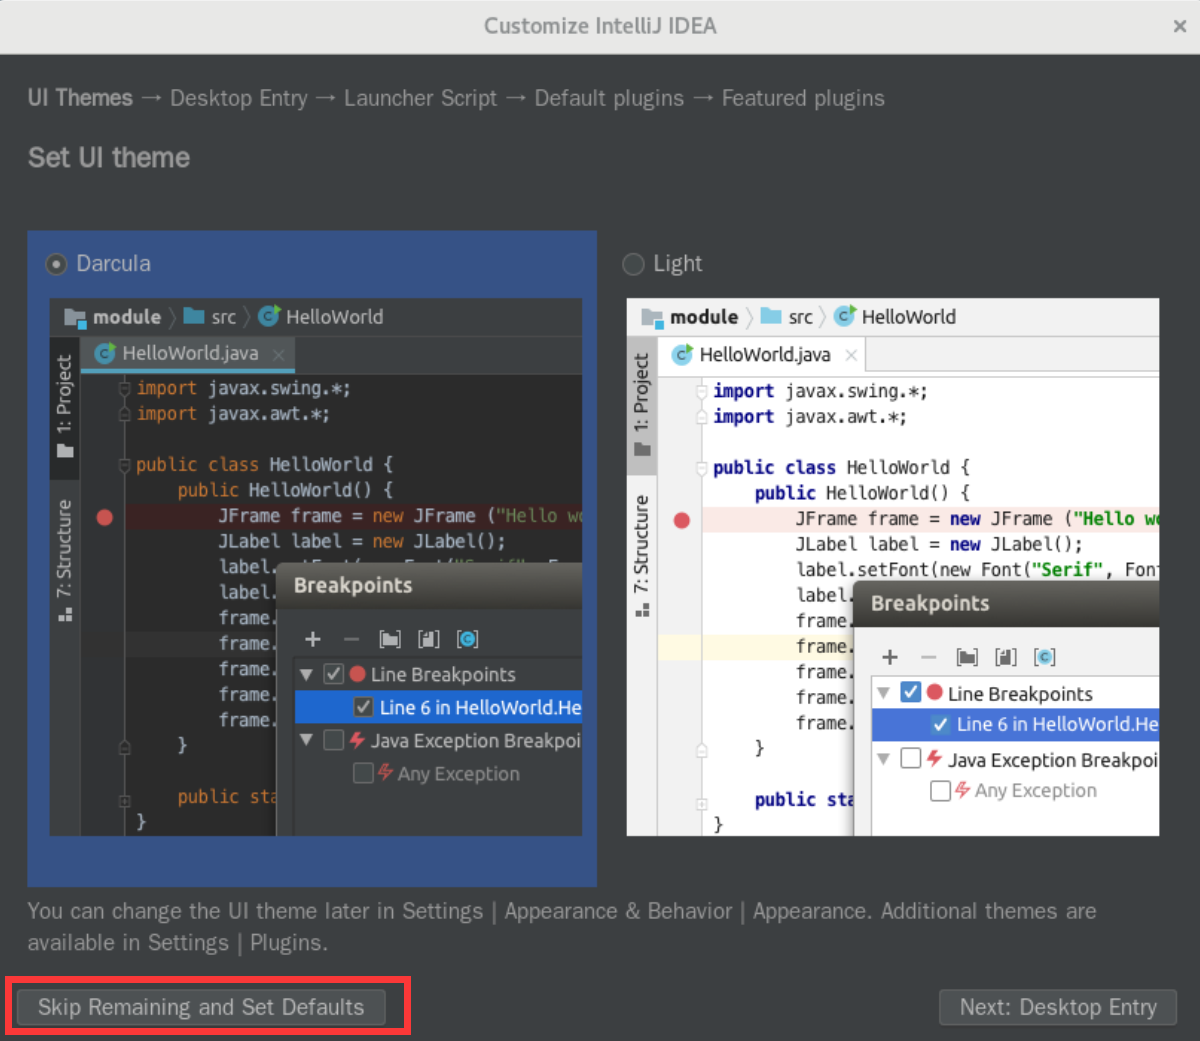 Customize IntelliJ IDEA ×
UI Themes → Desktop Entry → Launcher Script → Default plugins → Featured plugins
Set UI theme
Darcula
module 〉 src 〉 HelloWorld
HelloWorld.java ×
1: Project
7: Structure
import javax.swing.*;
import javax.awt.*;
public class HelloWorld {
public HelloWorld() {
JFrame frame = new JFrame ("Hello wo
JLabel label = new JLabel();
label.
label.
frame.
frame.
frame.
frame.
frame.
}
public sta
}
Breakpoints
Line Breakpoints
Line 6 in HelloWorld.He
Java Exception Breakpoi
Any Exception
Light
module 〉 src 〉 HelloWorld
HelloWorld.java ×
1: Project
7: Structure
import javax.swing.*;
import javax.awt.*;
public class HelloWorld {
public HelloWorld() {
JFrame frame = new JFrame ("Hello wo
JLabel label = new JLabel();
label.setFont(new Font("Serif", Font
label.
frame.
frame.
frame.
frame.
frame.
}
public sta
}
Breakpoints
Line Breakpoints
Line 6 in HelloWorld.He
Java Exception Breakpoi
Any Exception
You can change the UI theme later in Settings | Appearance & Behavior | Appearance. Additional themes are
available in Settings | Plugins.
Skip Remaining and Set Defaults
Next: Desktop Entry